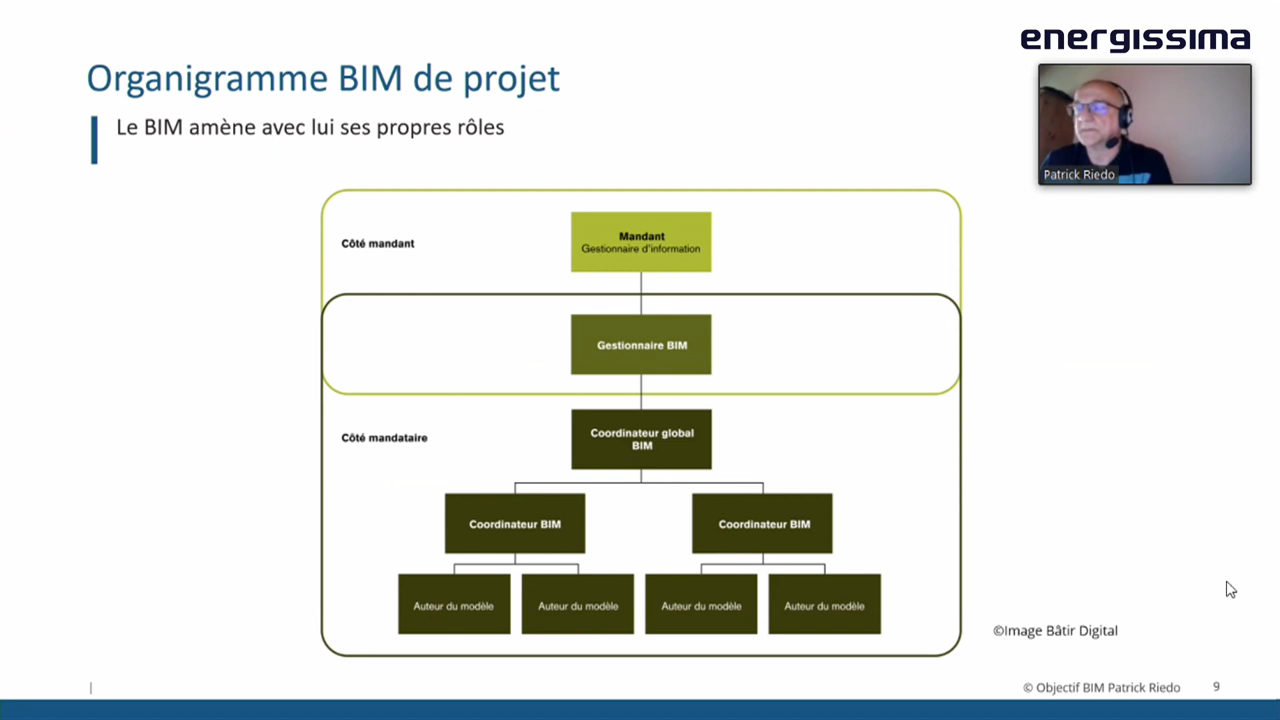 energissima
Organigramme BIM de projet
Le BIM amène avec lui ses propres rôles
Patrick Riedo
Côté mandant
Mandant
Gestionnaire d'information
Gestionnaire BIM
Côté mandataire
Coordinateur global
BIM
Coordinateur BIM
Coordinateur BIM
Auteur du modèle
Auteur du modèle
Auteur du modèle
Auteur du modèle
©Image Bâtir Digital
© Objectif BIM Patrick Riedo
9